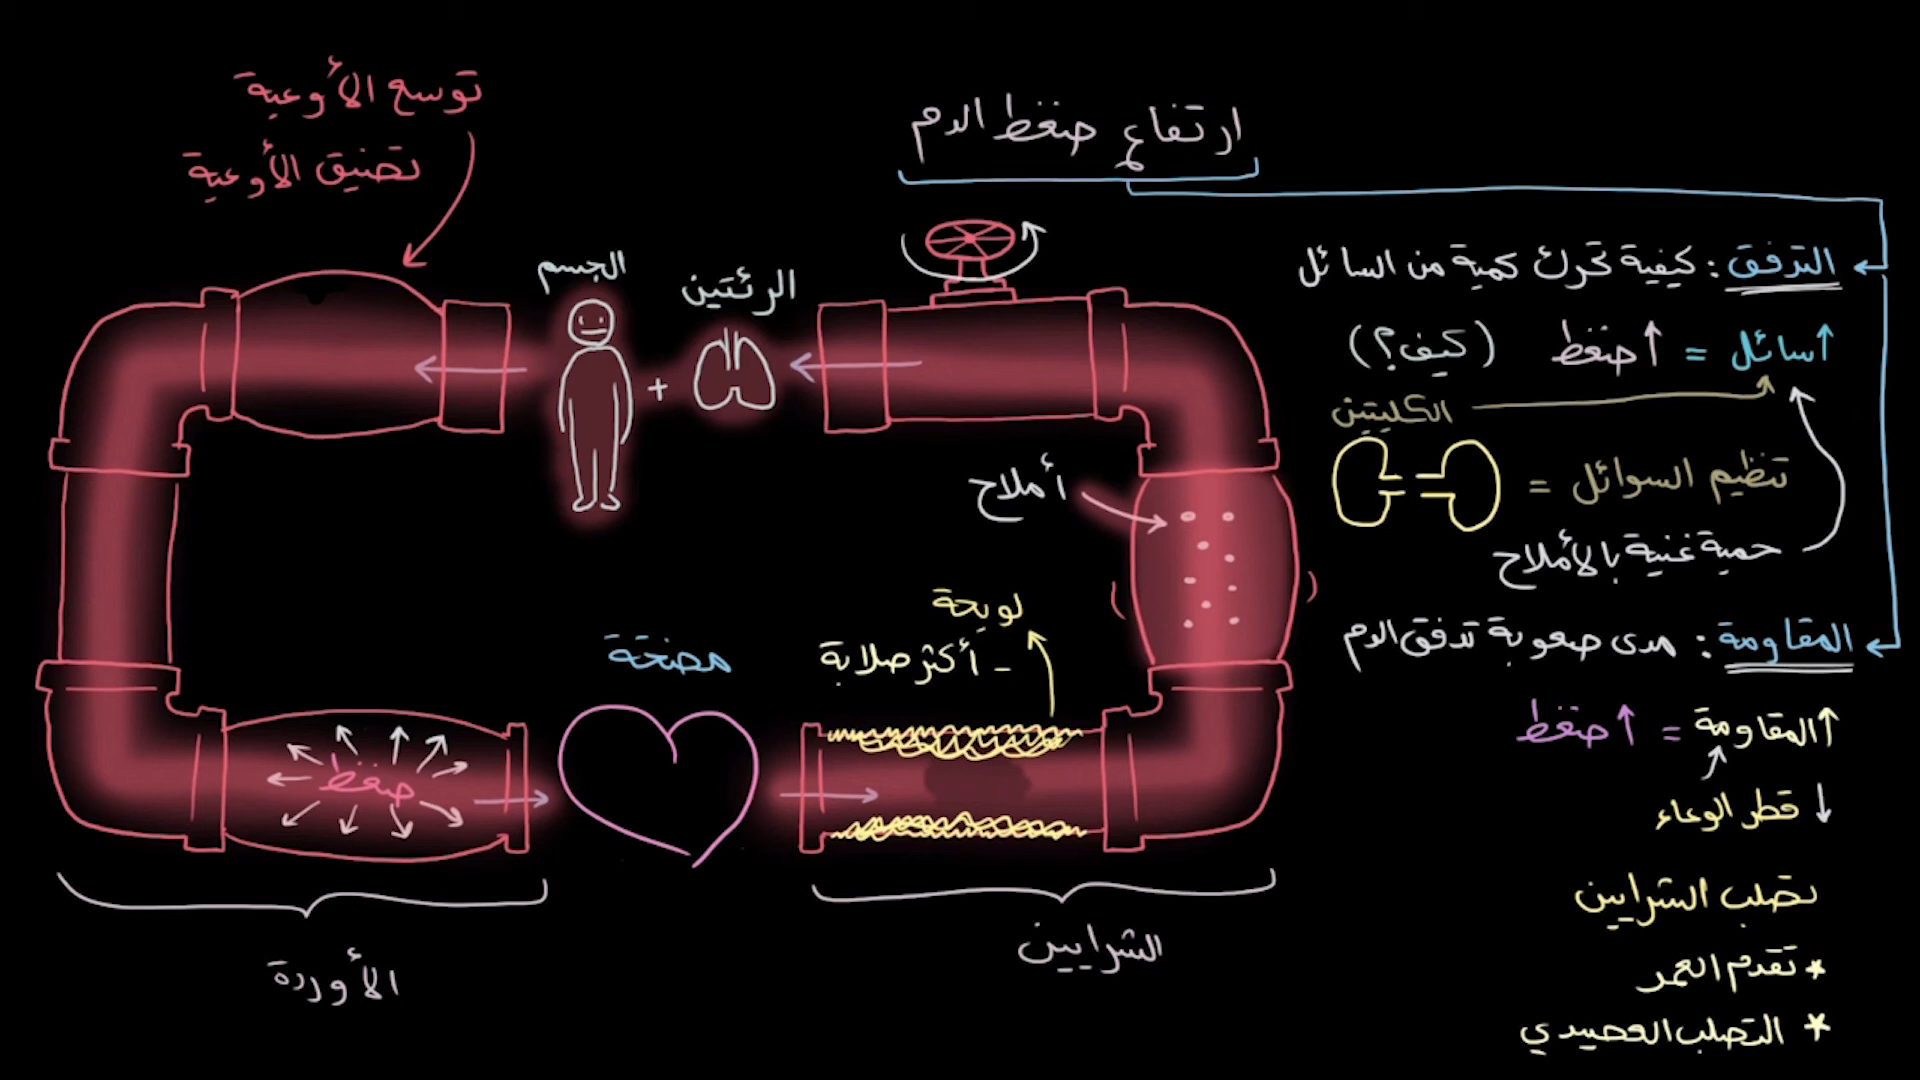 توسع الأوعية
تضيق الأوعية
ارتفاع ضغط الدم
الجسم
+
الرئتين
أملاح
لويحة
- أكثر صلابة
مضخة
ضغط
الأوردة
الشرايين
التدفق : كيفية تحرك كمية من السائل
↑سائل = ↑ضغط (كيف؟)
الكليتين
تنظيم السوائل =
حمية غنية بالأملاح
المقاومة : مدى صعوبة تدفق الدم
↑المقاومة = ↑ضغط
↓ قطر الوعاء
تصلب الشرايين
* تقدم العمر
* التصلب العصيدي